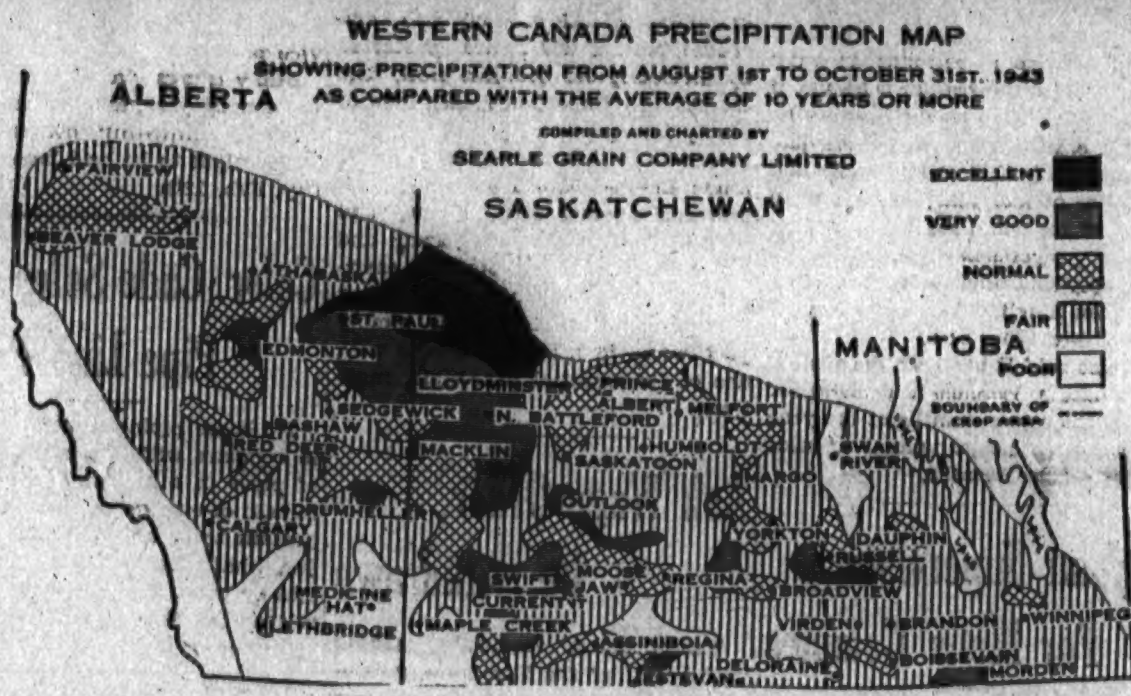 WESTERN CANADA PRECIPITATION MAP
SHOWING PRECIPITATION FROM AUGUST 1ST TO OCTOBER 31ST. 1943
AS COMPARED WITH THE AVERAGE OF 10 YEARS OR MORE
COMPILED AND CHARTED BY
SEARLE GRAIN COMPANY LIMITED
ALBERTA
SASKATCHEWAN
MANITOBA
EXCELLENT
VERY GOOD
NORMAL
FAIR
POOR
BOUNDARY OF
CROP AREA
FAIRVIEW
BEAVER LODGE
ATHABASKA
ST. PAUL
EDMONTON
LLOYDMINSTER
PRINCE
ALBERT
MELFORT
SEDGEWICK
N. BATTLEFORD
BASHAW
RED DEER
MACKLIN
HUMBOLDT
SWAN
RIVER
SASKATOON
MARGO
DRUMHELLER
OUTLOOK
CALGARY
YORKTON
DAUPHIN
RUSSELL
SWIFT
CURRENT
MOOSE
JAW
REGINA
BROADVIEW
MEDICINE
HAT
LETHBRIDGE
MAPLE CREEK
VIRDEN
BRANDON
WINNIPEG
ASSINIBOIA
BOISSEVAIN
DELORAINE
MORDEN
ESTEVAN